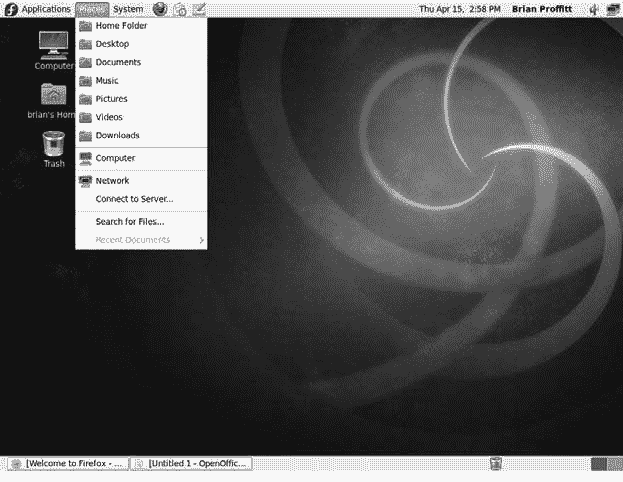 Applications Places System Thu Apr 15, 2:58 PM Brian Proffitt
Home Folder
Desktop
Documents
Music
Pictures
Videos
Downloads
Computer
Network
Connect to Server...
Search for Files...
Recent Documents
Computer
brian's Hom
Trash
[Welcome to Firefox - ... [Untitled 1 - OpenOffic...